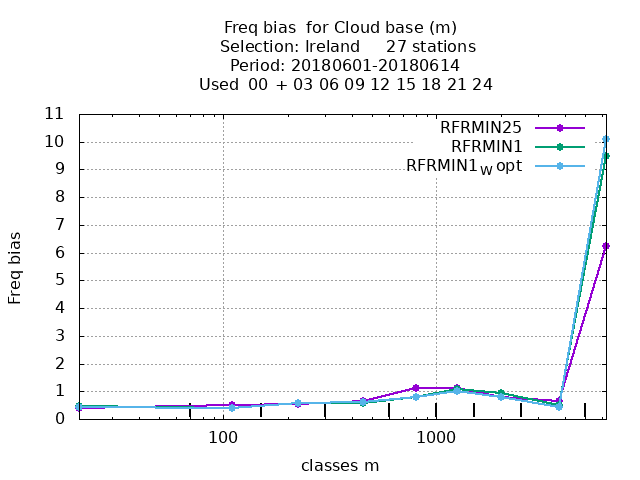 Freq bias  for Cloud base (m)
Selection: Ireland     27 stations
Period: 20180601-20180614
Used  00 + 03 06 09 12 15 18 21 24
11
10
9
8
7
6
5
4
3
2
1
0
Freq bias
RFRMIN25
RFRMIN1
RFRMIN1W opt
100
1000
classes m